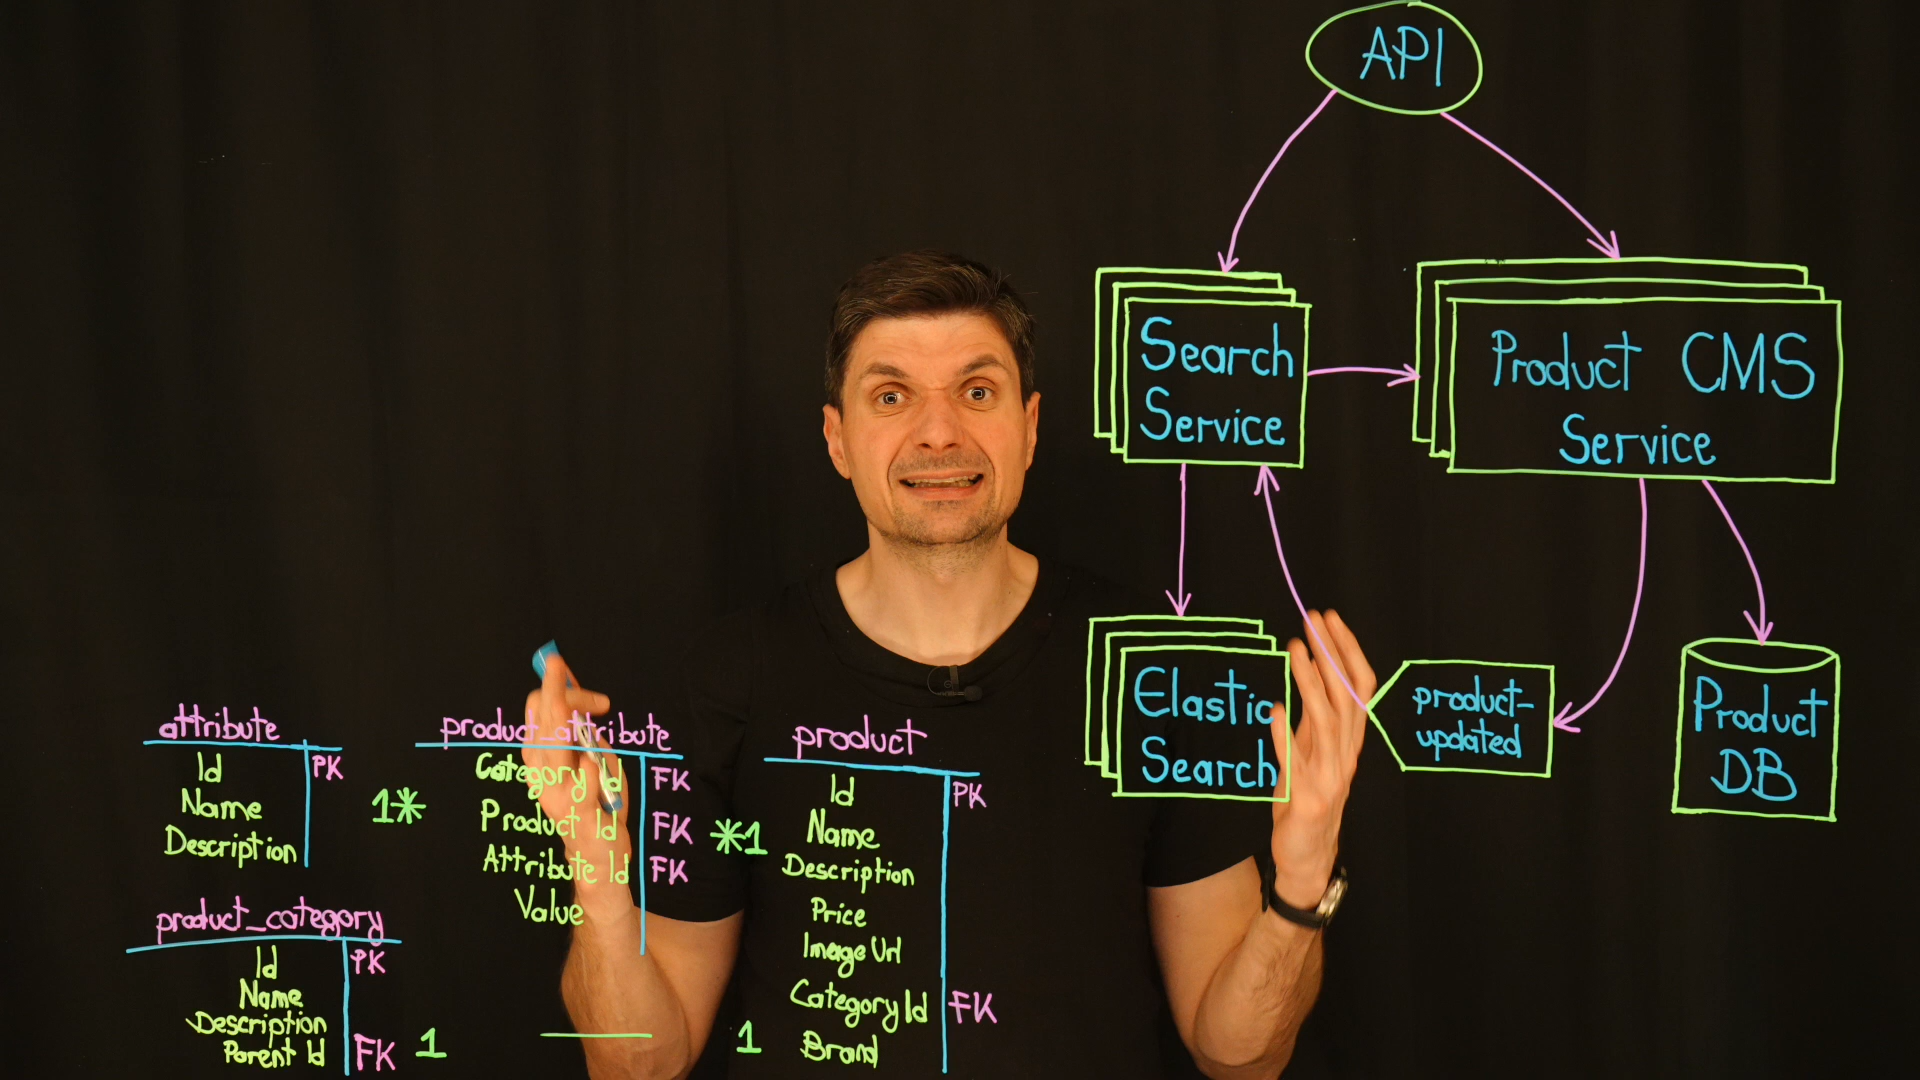 API
Search
Service
Product CMS
Service
Elastic
Search
product-
updated
Product
DB
attribute
Id PK
Name
Description
1*
product_attribute
Category Id FK
Product Id FK
Attribute Id FK
Value
*1
product
Id PK
Name
Description
Price
Image Url
Category Id FK
Brand
product_category
Id PK
Name
Description
Parent Id FK
1
1